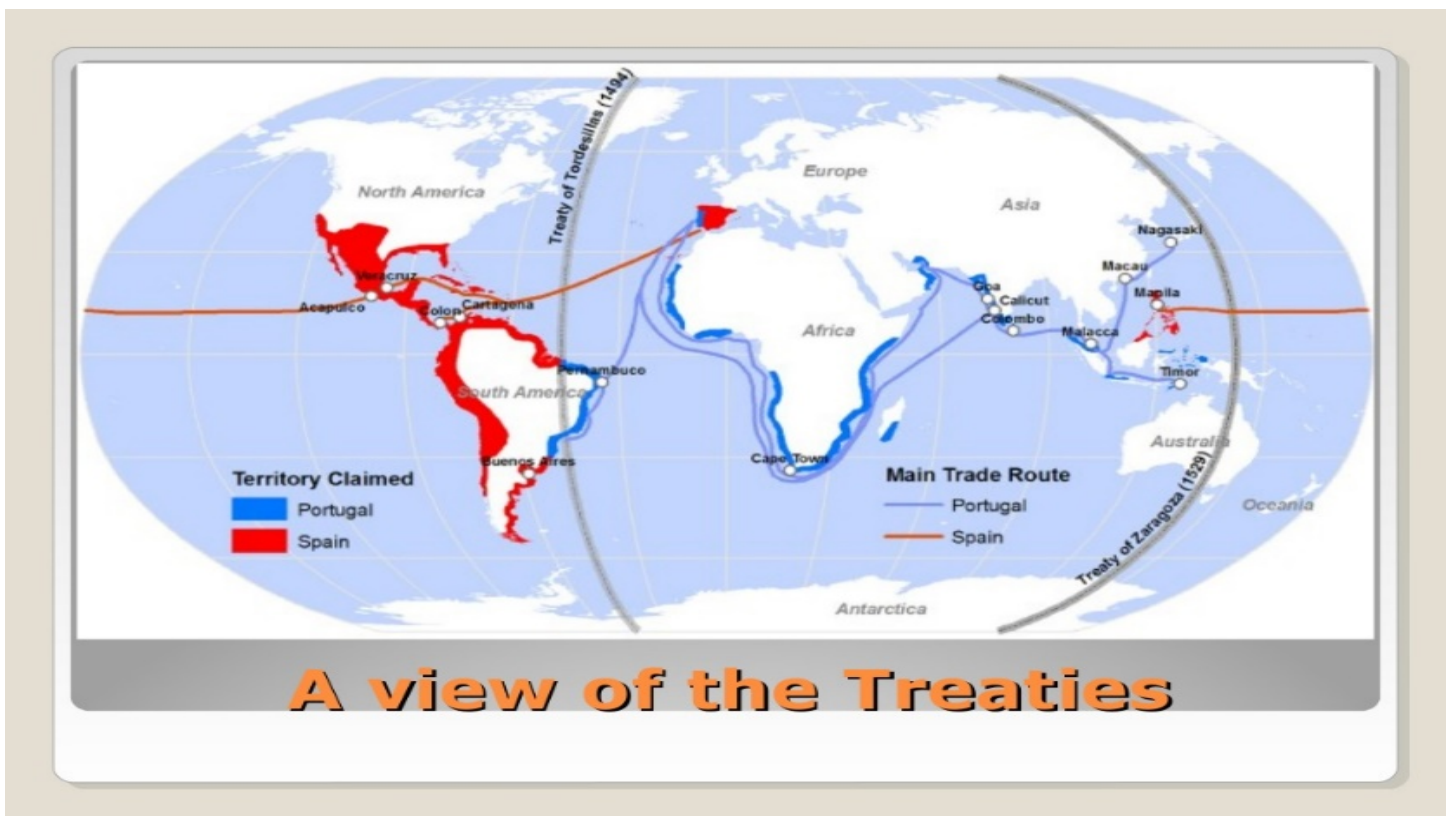 Treaty of Tordesillas (1494)
North America
Europe
Asia
Nagasaki
Macau
Veracruz
Acapulco
Colon
Cartagena
Goa
Calicut
Manila
Colombo
Africa
Malacca
Pernambuco
South America
Timor
Australia
Buenos Aires
Cape Town
Territory Claimed
Portugal
Spain
Main Trade Route
Portugal
Spain
Oceania
Treaty of Zaragoza (1529)
Antarctica
A view of the Treaties